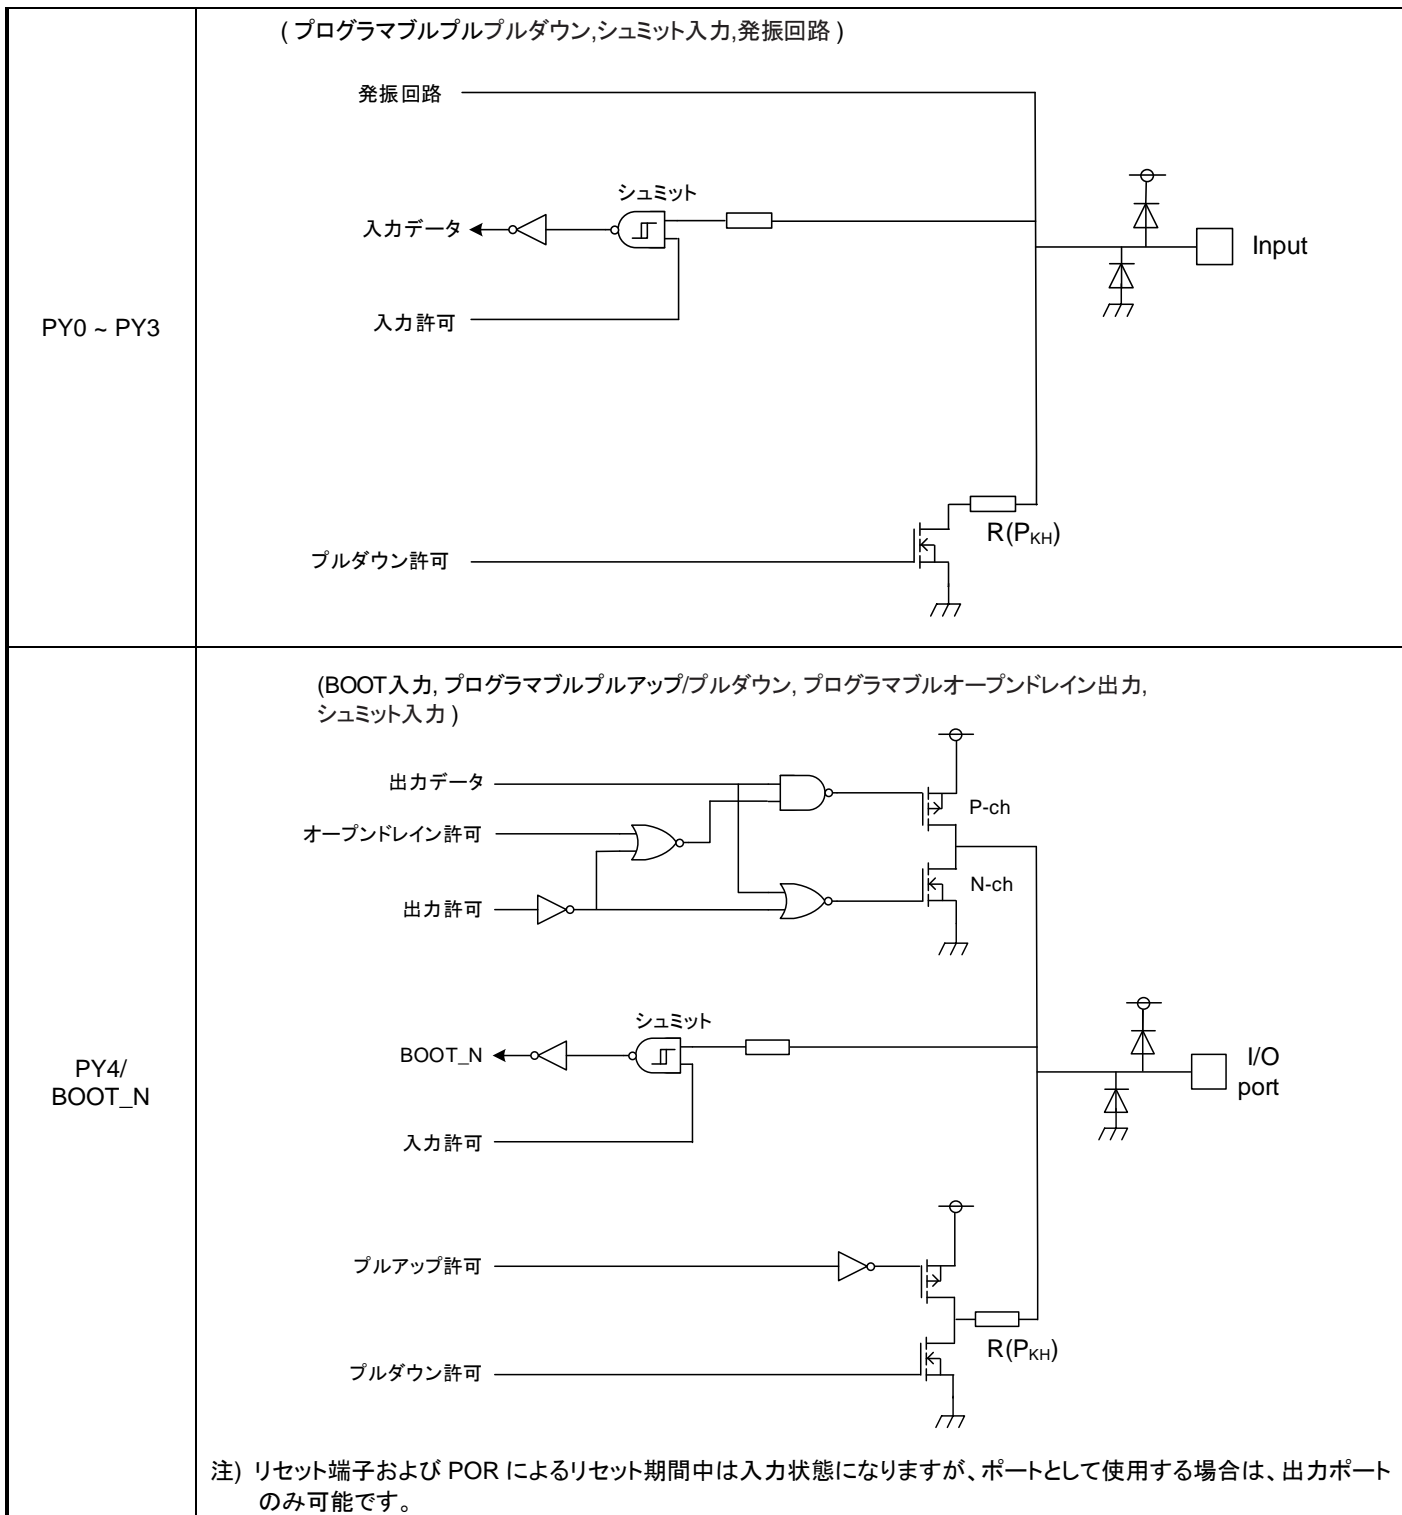 ( プログラマブルプルプルダウン,シュミット入力,発振回路 )
発振回路
シュミット
入力データ
Input
入力許可
PY0 ~ PY3
R(PKH)
プルダウン許可
(BOOT入力, プログラマブルプルアップ/プルダウン, プログラマブルオープンドレイン出力,
シュミット入力 )
出力データ
P-ch
オープンドレイン許可
N-ch
出力許可
シュミット
BOOT_N
I/O
port
PY4/
BOOT_N
入力許可
プルアップ許可
R(PKH)
プルダウン許可
注) リセット端子および POR によるリセット期間中は入力状態になりますが、ポートとして使用する場合は、出力ポート
のみ可能です。